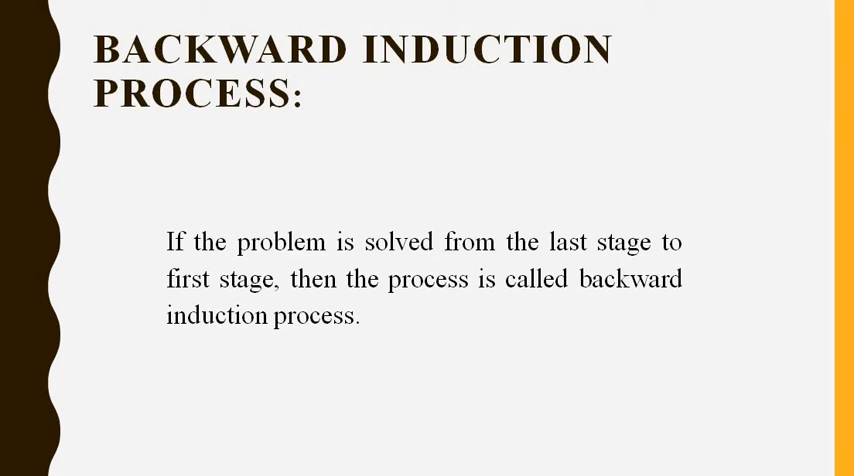 BACKWARD INDUCTION
PROCESS:
If the problem is solved from the last stage to
first stage, then the process is called backward
induction process.